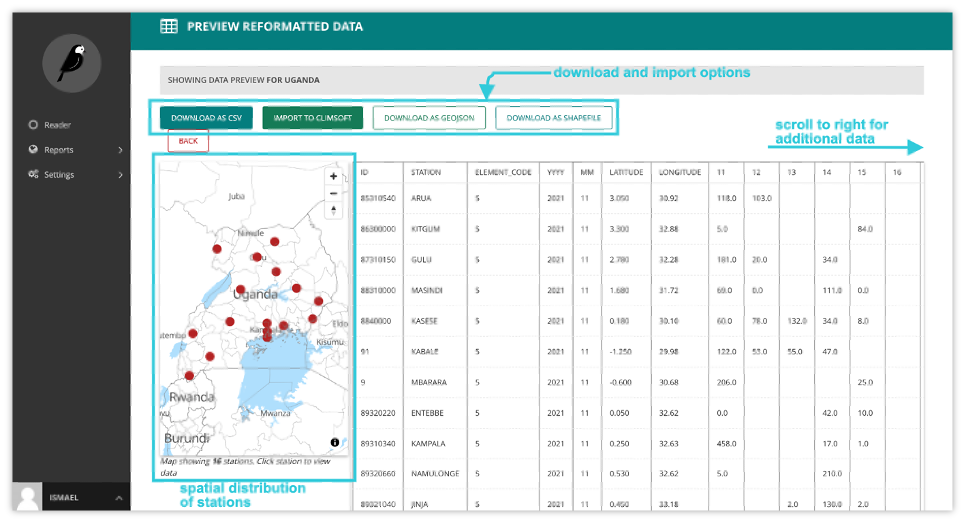 PREVIEW REFORMATTED DATA
SHOWING DATA PREVIEW FOR UGANDA
download and import options
DOWNLOAD AS CSV
IMPORT TO CLIMSOFT
DOWNLOAD AS GEOJSON
DOWNLOAD AS SHAPEFILE
BACK
scroll to right for
additional data
Reader
Reports
Settings
Juba
Nimule
Uganda
Kisumu
Rwanda
Mwanza
Burundi
Map showing 16 stations. Click station to view
data
spatial distribution
of stations
ISMAEL
ID STATION ELEMENT_CODE YYYY MM LATITUDE LONGITUDE 11 12 13 14 15 16
85310540 ARUA 5 2021 11 3.050 30.92 118.0 103.0
86300000 KITGUM 5 2021 11 3.300 32.88 5.0 84.0
87310150 GULU 5 2021 11 2.780 32.28 181.0 20.0 34.0
88310000 MASINDI 5 2021 11 1.680 31.72 69.0 0.0 111.0 0.0
8840000 KASESE 5 2021 11 0.180 30.10 60.0 78.0 132.0 34.0 8.0
91 KABALE 5 2021 11 -1.250 29.98 122.0 53.0 55.0 47.0
9 MBARARA 5 2021 11 -0.600 30.68 206.0 25.0
89320220 ENTEBBE 5 2021 11 0.050 32.62 0.0 42.0 10.0
89310340 KAMPALA 5 2021 11 0.250 32.63 458.0 17.0 1.0
89320660 NAMULONGE 5 2021 11 0.530 32.62 5.0 210.0
89321040 JINJA 5 2021 11 0.450 33.18 2.0 130.0 2.0